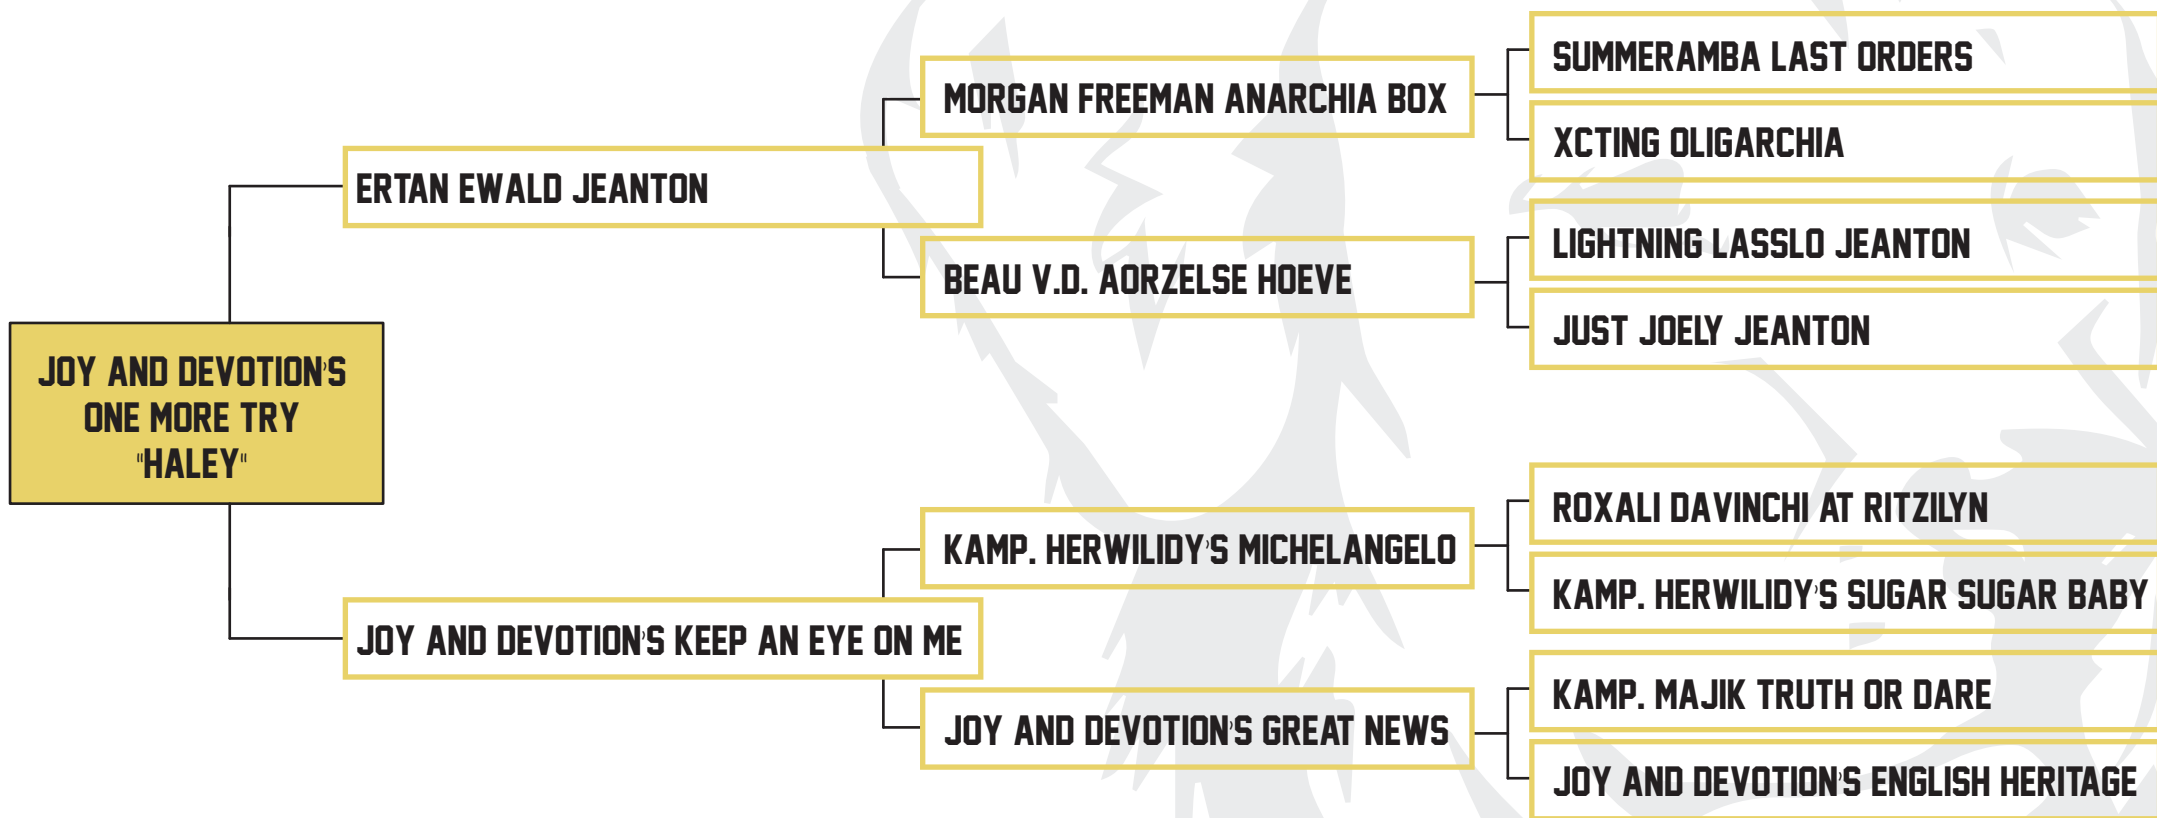 SUMMERAMBA LAST ORDERS
MORGAN FREEMAN ANARCHIA BOX
XCTING OLIGARCHIA
ERTAN EWALD JEANTON
LIGHTNING LASSLO JEANTON
BEAU V.D. AORZELSE HOEVE
JUST JOELY JEANTON
JOY AND DEVOTION'S
ONE MORE TRY
"HALEY"
ROXALI DAVINCHI AT RITZILYN
KAMP. HERWILIDY'S MICHELANGELO
KAMP. HERWILIDY'S SUGAR SUGAR BABY
JOY AND DEVOTION'S KEEP AN EYE ON ME
KAMP. MAJIK TRUTH OR DARE
JOY AND DEVOTION'S GREAT NEWS
JOY AND DEVOTION'S ENGLISH HERITAGE